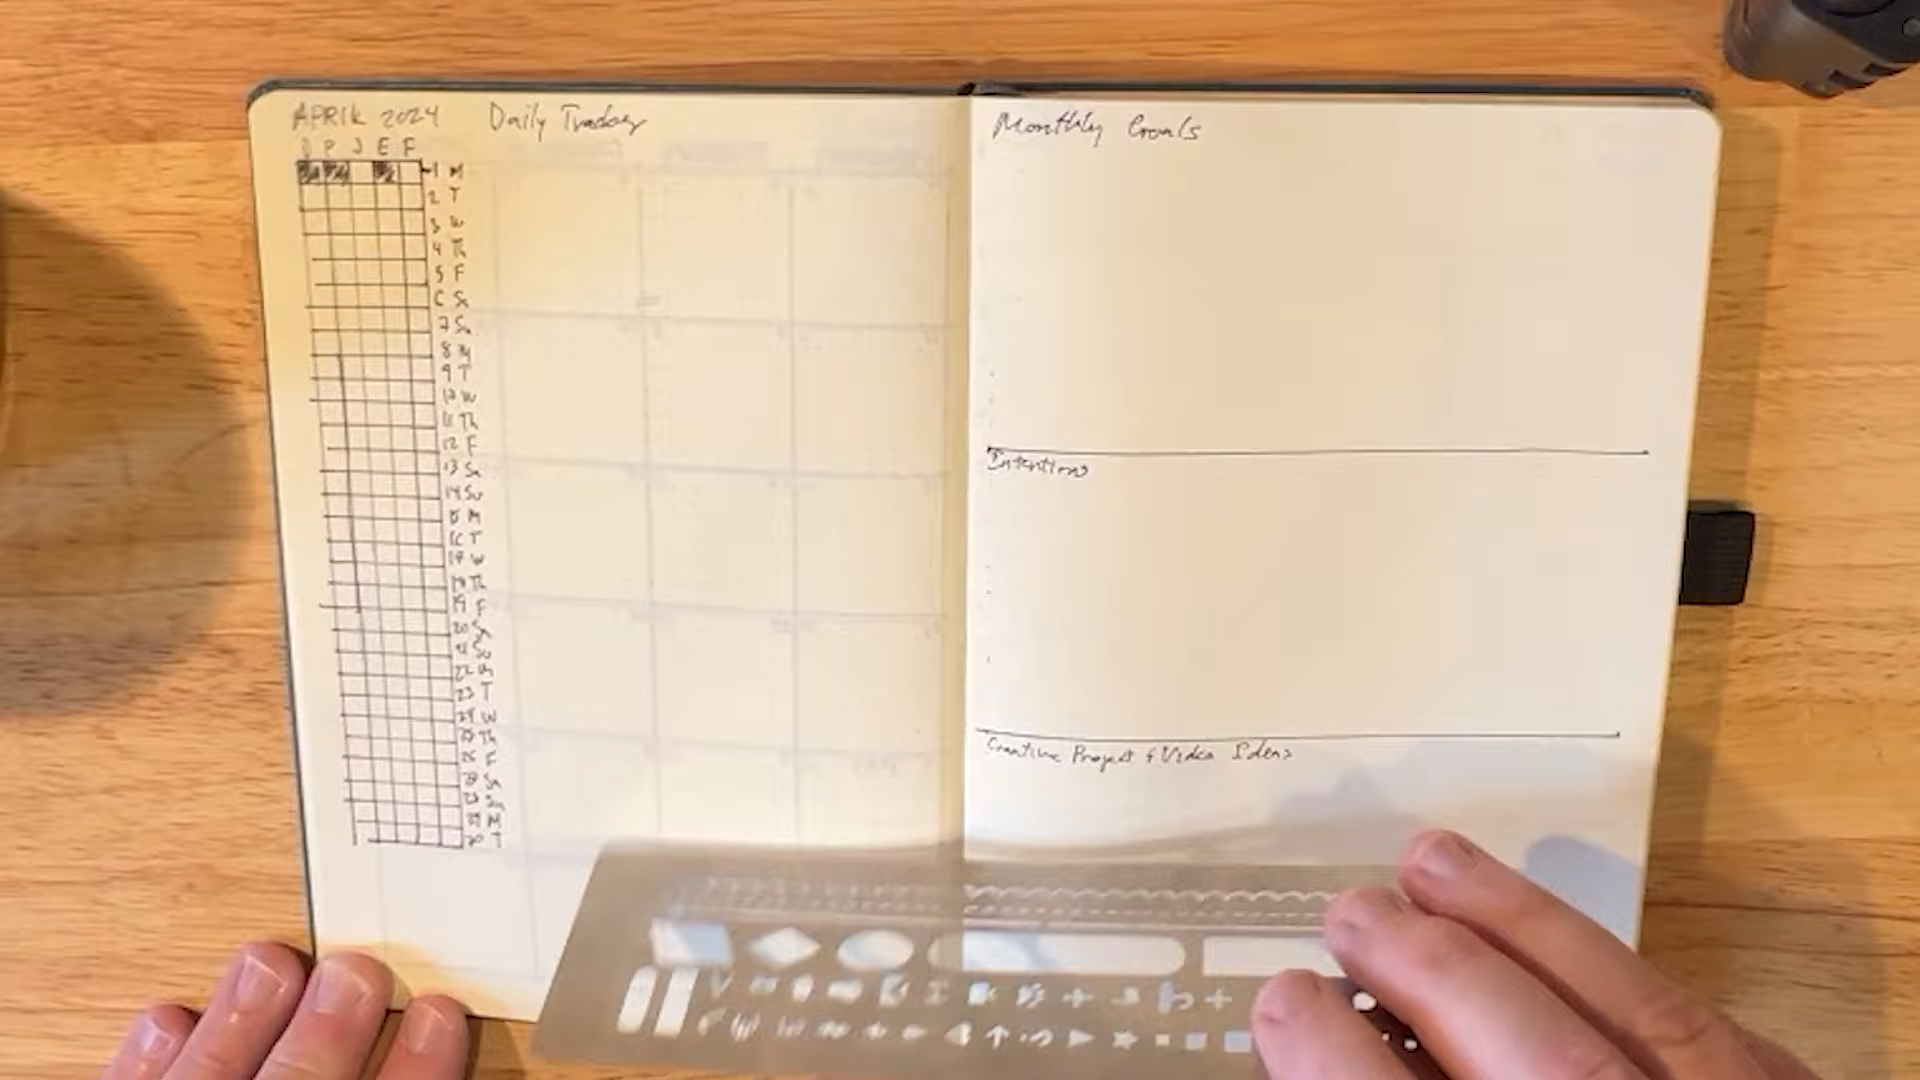 APRIL 2024 Daily Tracker
D P J E F
1 M
2 T
3 W
4 Th
5 F
6 Sa
7 Su
8 M
9 T
10 W
11 Th
12 F
13 Sa
14 Su
15 M
16 T
17 W
18 Th
19 F
20 Sa
21 Su
22 M
23 T
24 W
25 Th
26 F
27 Sa
28 Su
29 M
30 T
Monthly Goals
Intentions
Creative Project & Video Ideas